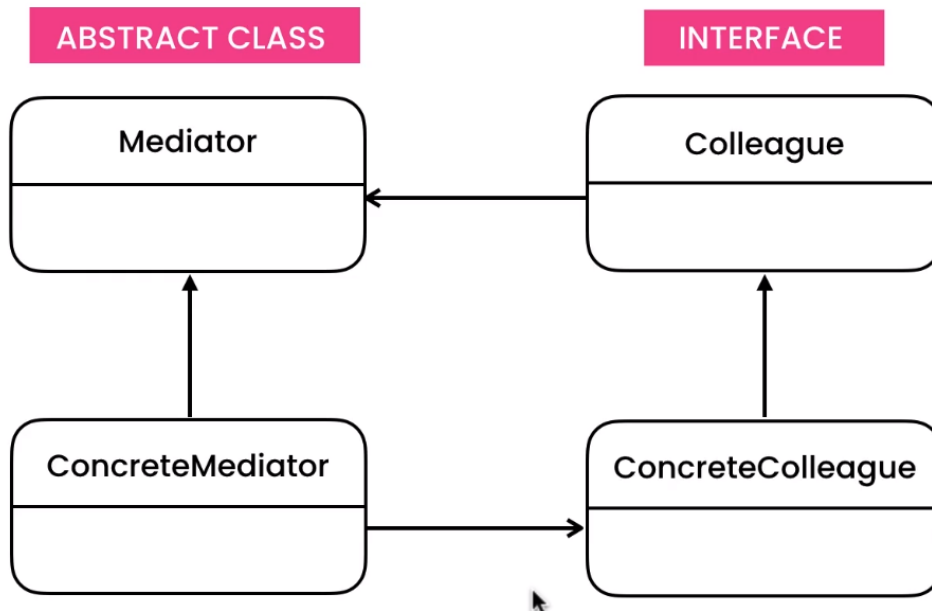 ABSTRACT CLASS
INTERFACE
Mediator
Colleague
ConcreteMediator
ConcreteColleague